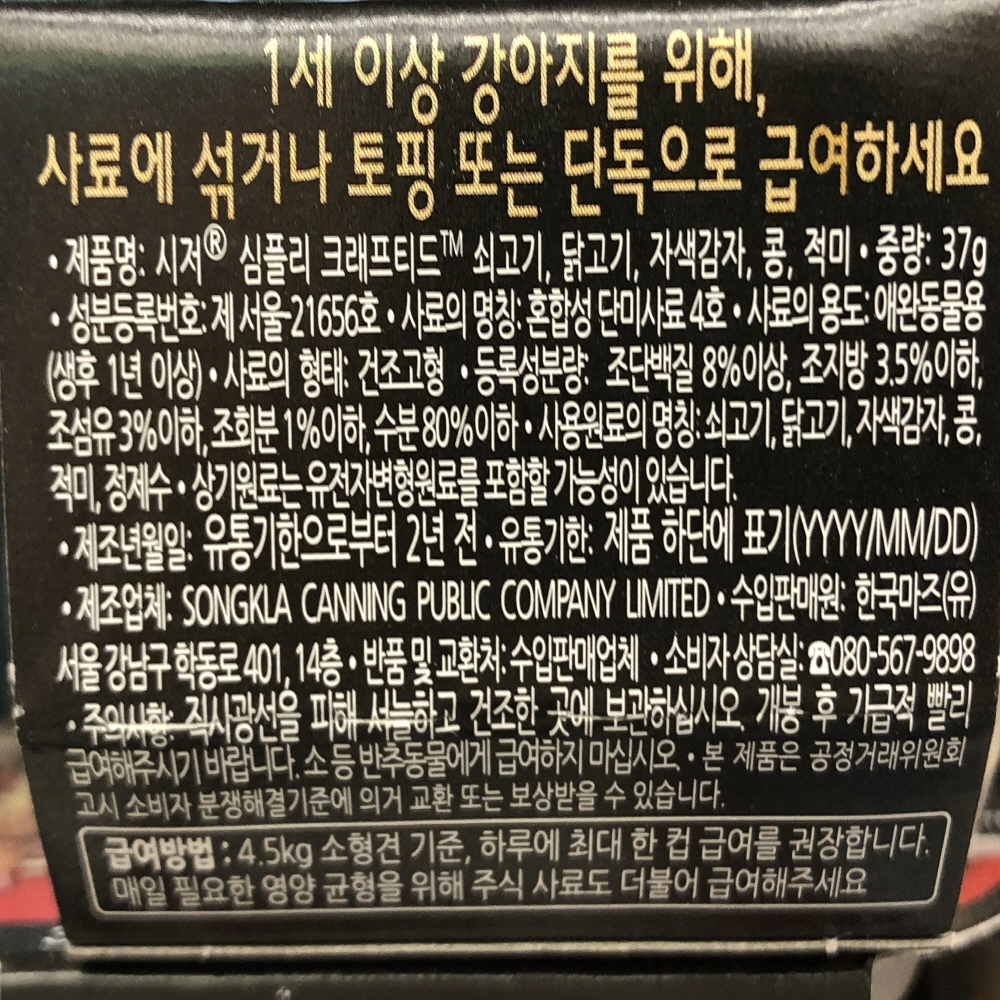 1세 이상 강아지를 위해,
사료에 섞거나 토핑 또는 단독으로 급여하세요
• 제품명: 시저® 심플리 크래프티드™ 쇠고기, 닭고기, 자색감자, 콩, 적미 • 중량: 37g
• 성분등록번호: 제 서울-21656호 • 사료의 명칭: 혼합성 단미사료 4호 • 사료의 용도: 애완동물용
(생후 1년 이상) • 사료의 형태: 건조고형 • 등록성분량: 조단백질 8%이상, 조지방 3.5%이하,
조섬유 3%이하, 조회분 1%이하, 수분 80%이하 • 사용원료의 명칭: 쇠고기, 닭고기, 자색감자, 콩,
적미, 정제수 • 상기원료는 유전자변형원료를 포함할 가능성이 있습니다.
• 제조년월일: 유통기한으로부터 2년 전 • 유통기한: 제품 하단에 표기(YYYY/MM/DD)
• 제조업체: SONGKLA CANNING PUBLIC COMPANY LIMITED • 수입판매원: 한국마즈(유)
서울 강남구 학동로 401, 14층 • 반품 및 교환처: 수입판매업체 • 소비자 상담실: ☎080-567-9898
• 주의사항: 직사광선을 피해 서늘하고 건조한 곳에 보관하십시오. 개봉 후 가급적 빨리
급여해주시기 바랍니다. 소 등 반추동물에게 급여하지 마십시오 • 본 제품은 공정거래위원회
고시 소비자 분쟁해결기준에 의거 교환 또는 보상받을 수 있습니다.
급여방법 : 4.5kg 소형견 기준, 하루에 최대 한 컵 급여를 권장합니다.
매일 필요한 영양 균형을 위해 주식 사료도 더불어 급여해주세요